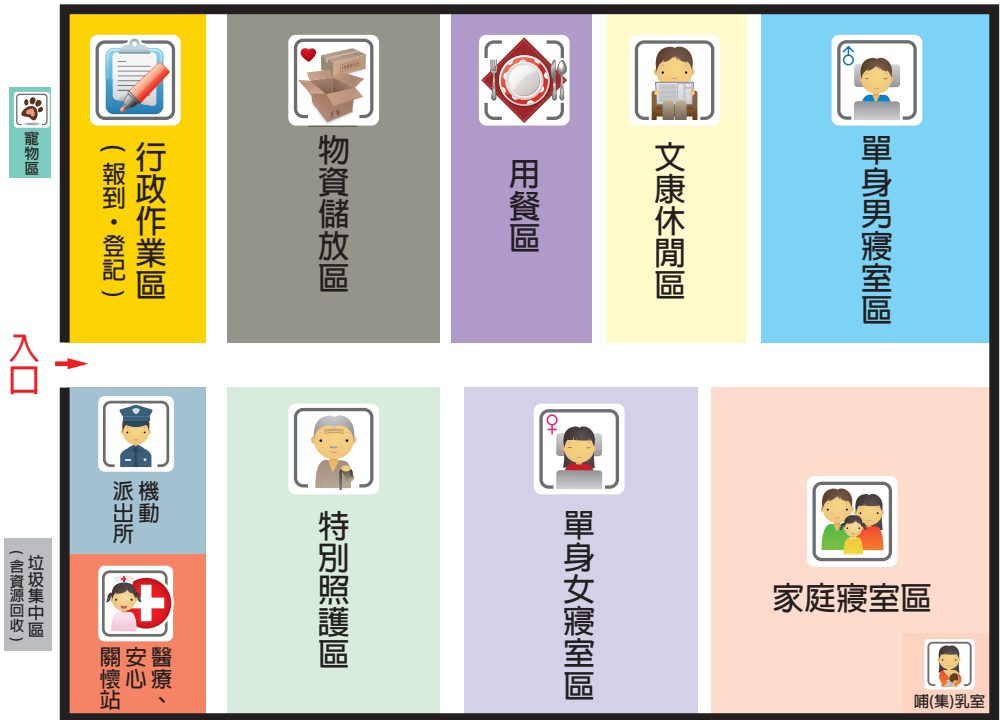 寵物區
行政作業區
(報到・登記)
物資儲放區
用餐區
文康休閒區
單身男寢室區
入口
機動
派出所
特別照護區
單身女寢室區
家庭寢室區
垃圾集中區
(含資源回收)
醫療、
安心
關懷站
哺(集)乳室